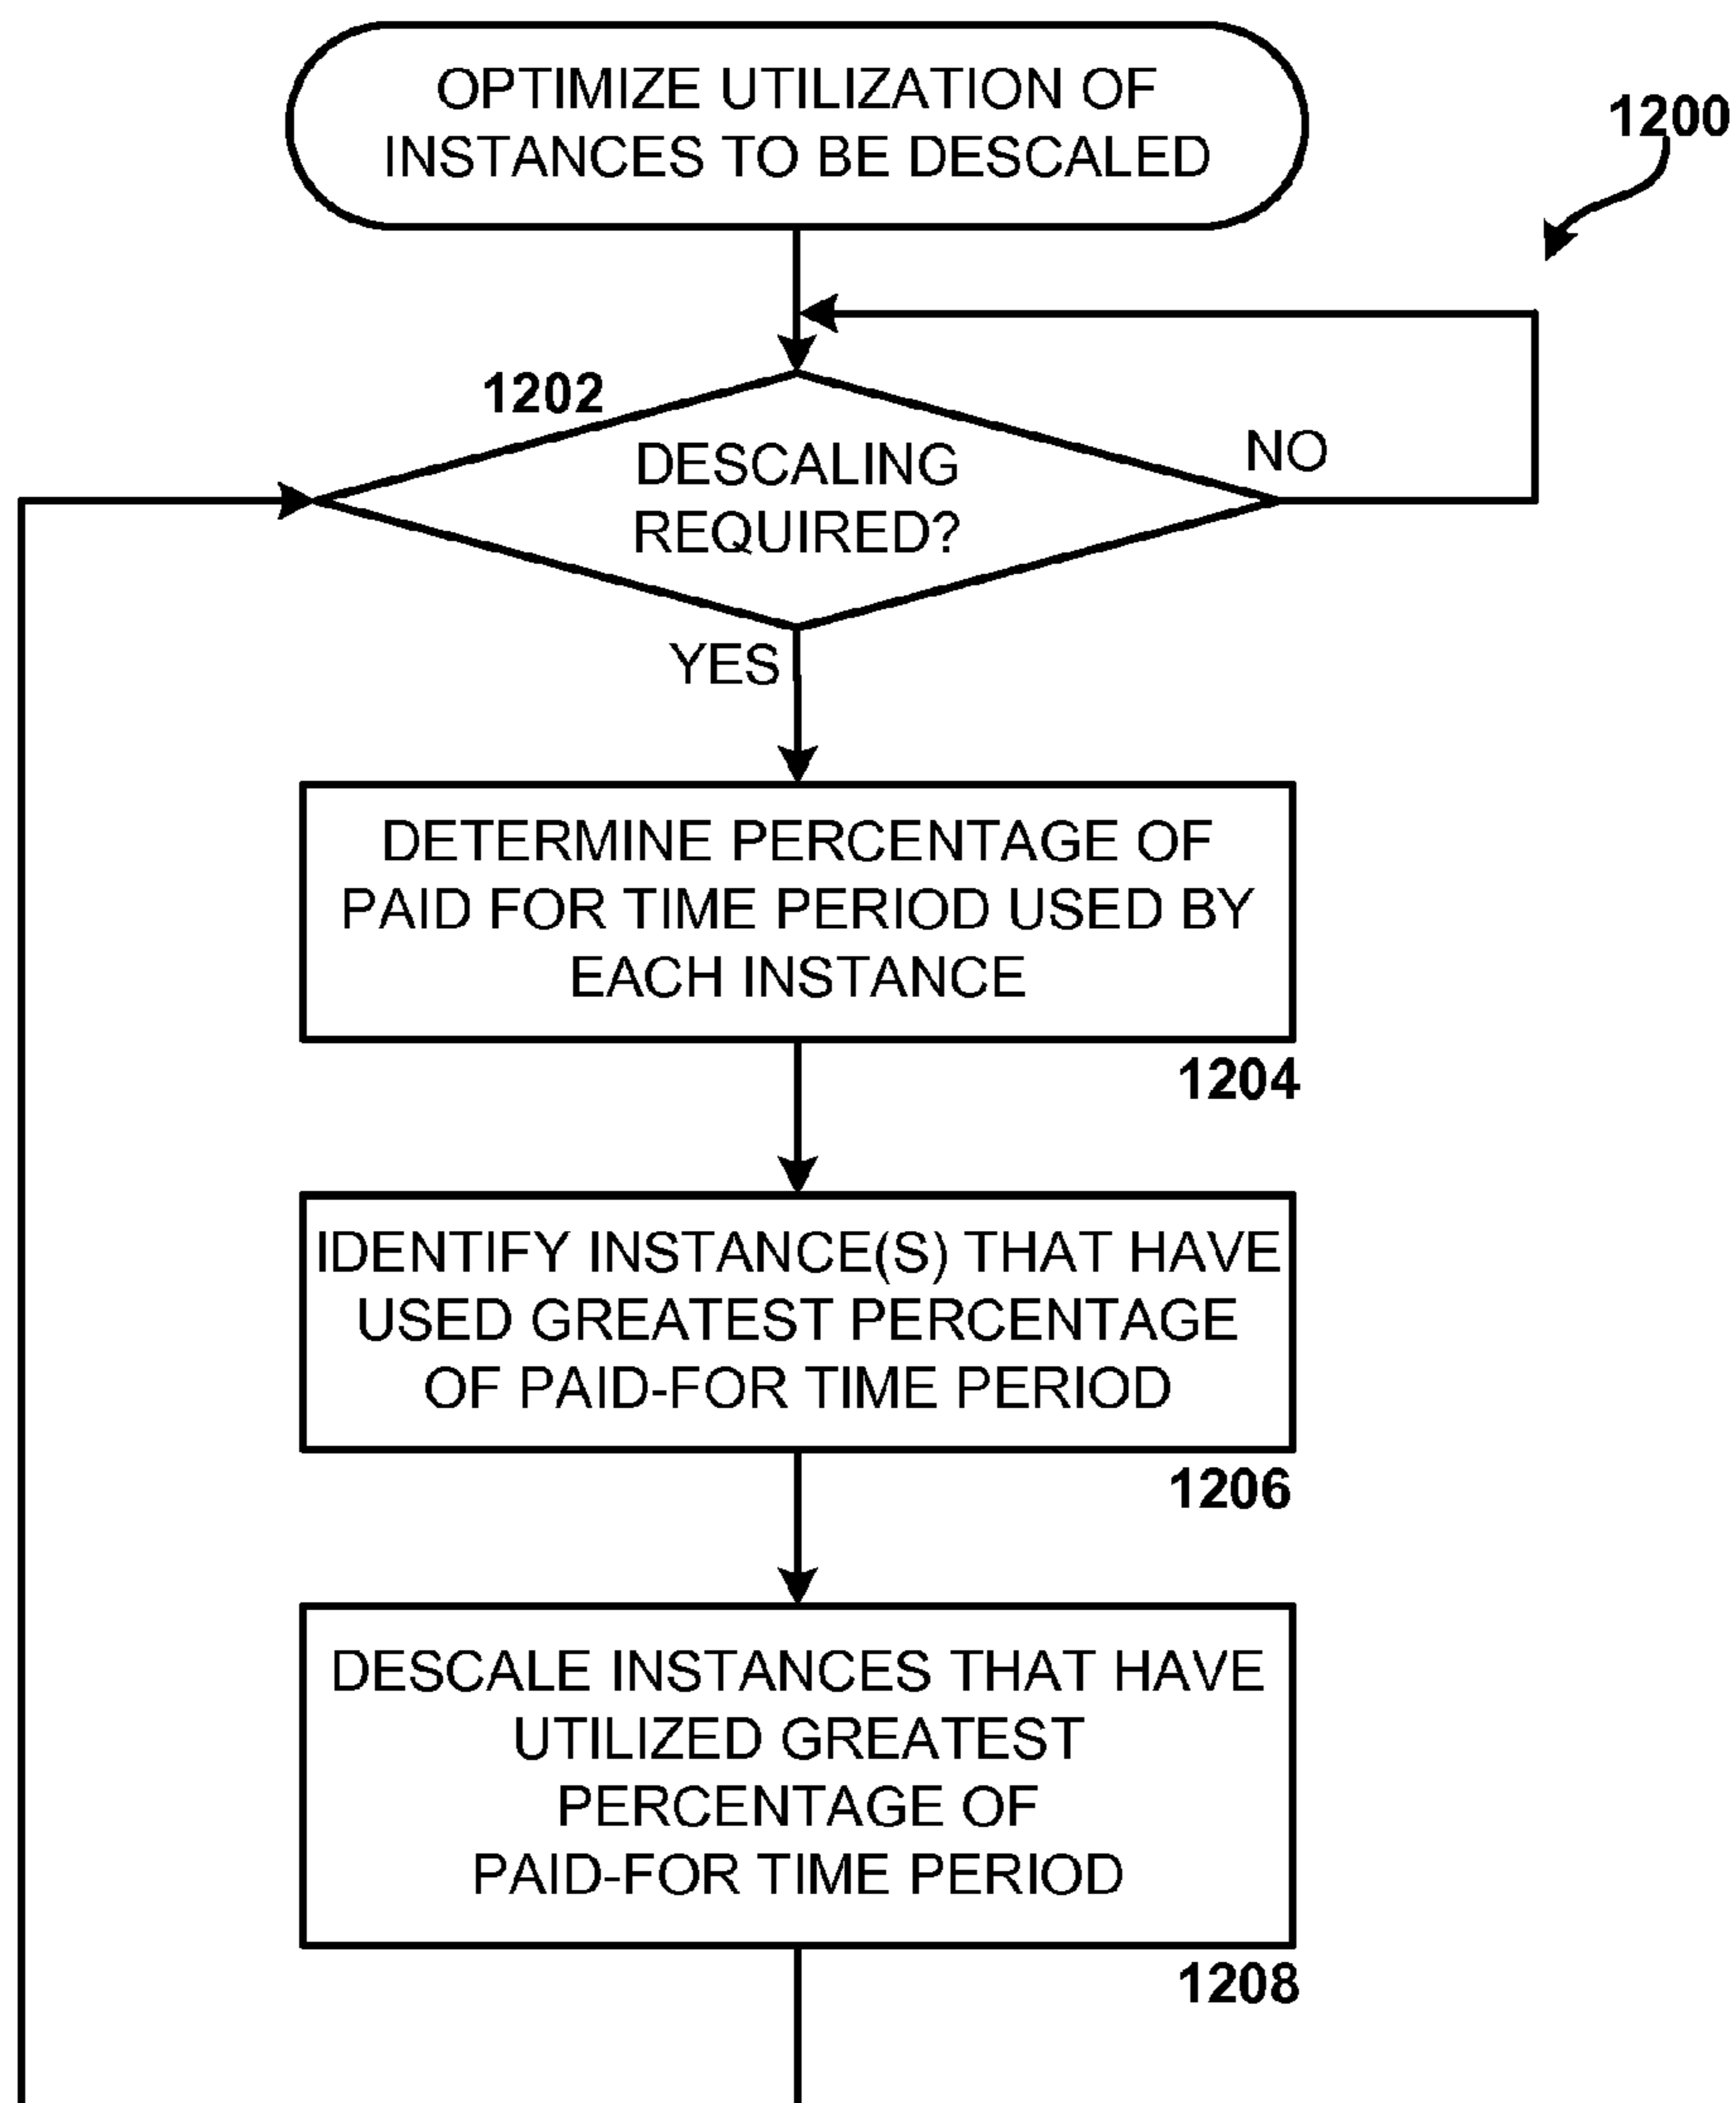 OPTIMIZE UTILIZATION OF
INSTANCES TO BE DESCALED
1200
1202
DESCALING
REQUIRED?
NO
YES
DETERMINE PERCENTAGE OF
PAID FOR TIME PERIOD USED BY
EACH INSTANCE
1204
IDENTIFY INSTANCE(S) THAT HAVE
USED GREATEST PERCENTAGE
OF PAID-FOR TIME PERIOD
1206
DESCALE INSTANCES THAT HAVE
UTILIZED GREATEST
PERCENTAGE OF
PAID-FOR TIME PERIOD
1208